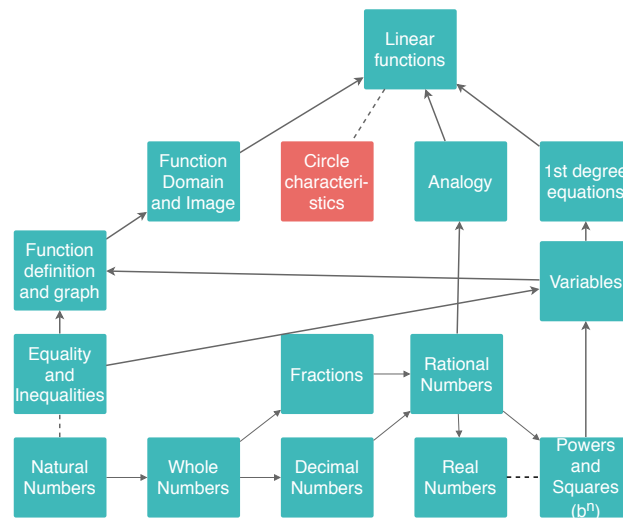 Linear
functions
Function
Domain
and Image
Circle
characteri-
stics
Analogy
1st degree
equations
Function
definition
and graph
Variables
Equality
and
Inequalities
Fractions
Rational
Numbers
Natural
Numbers
Whole
Numbers
Decimal
Numbers
Real
Numbers
Powers
and
Squares
(bⁿ)